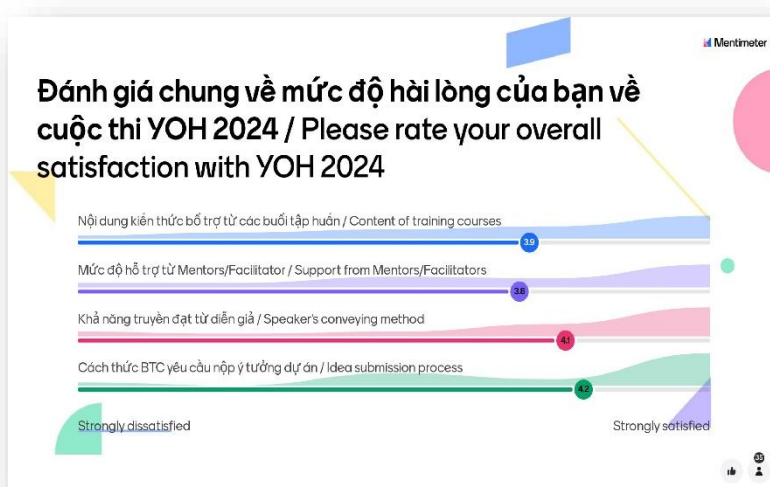 Mentimeter
Đánh giá chung về mức độ hài lòng của bạn về
cuộc thi YOH 2024 / Please rate your overall
satisfaction with YOH 2024
Nội dung kiến thức bổ trợ từ các buổi tập huấn / Content of training courses
3.9
Mức độ hỗ trợ từ Mentors/Facilitator / Support from Mentors/Facilitators
3.8
Khả năng truyền đạt từ diễn giả / Speaker's conveying method
4.1
Cách thức BTC yêu cầu nộp ý tưởng dự án / Idea submission process
4.2
Strongly dissatisfied
Strongly satisfied
35